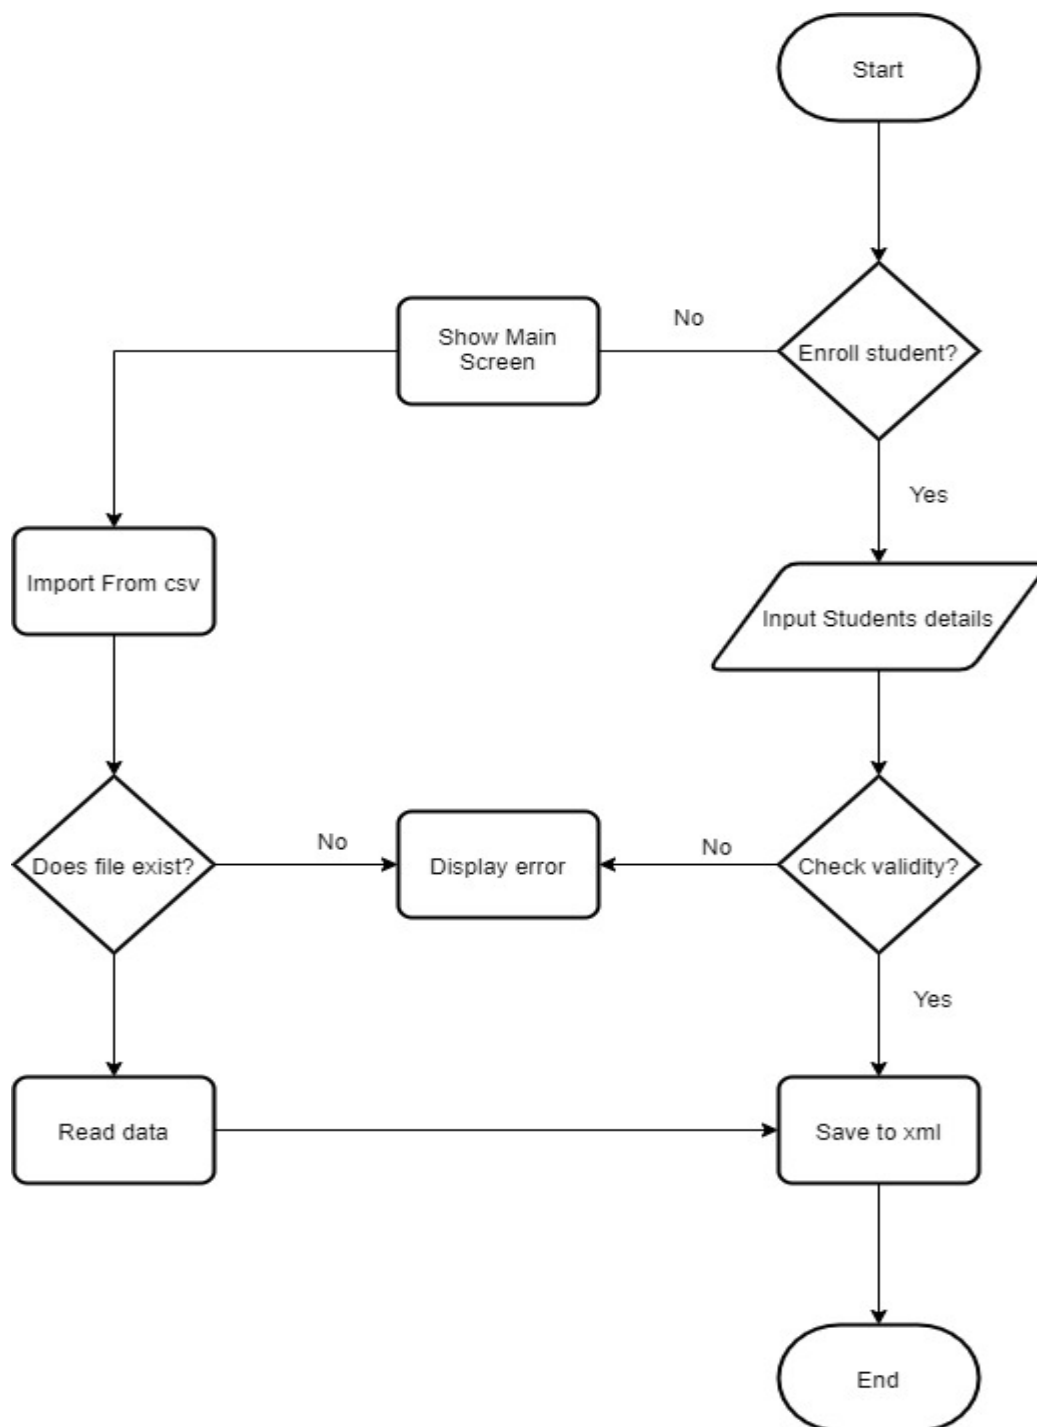 Start
No
Show Main
Screen
Enroll student?
Yes
Import From csv
Input Students details
No
No
Does file exist?
Display error
Check validity?
Yes
Read data
Save to xml
End